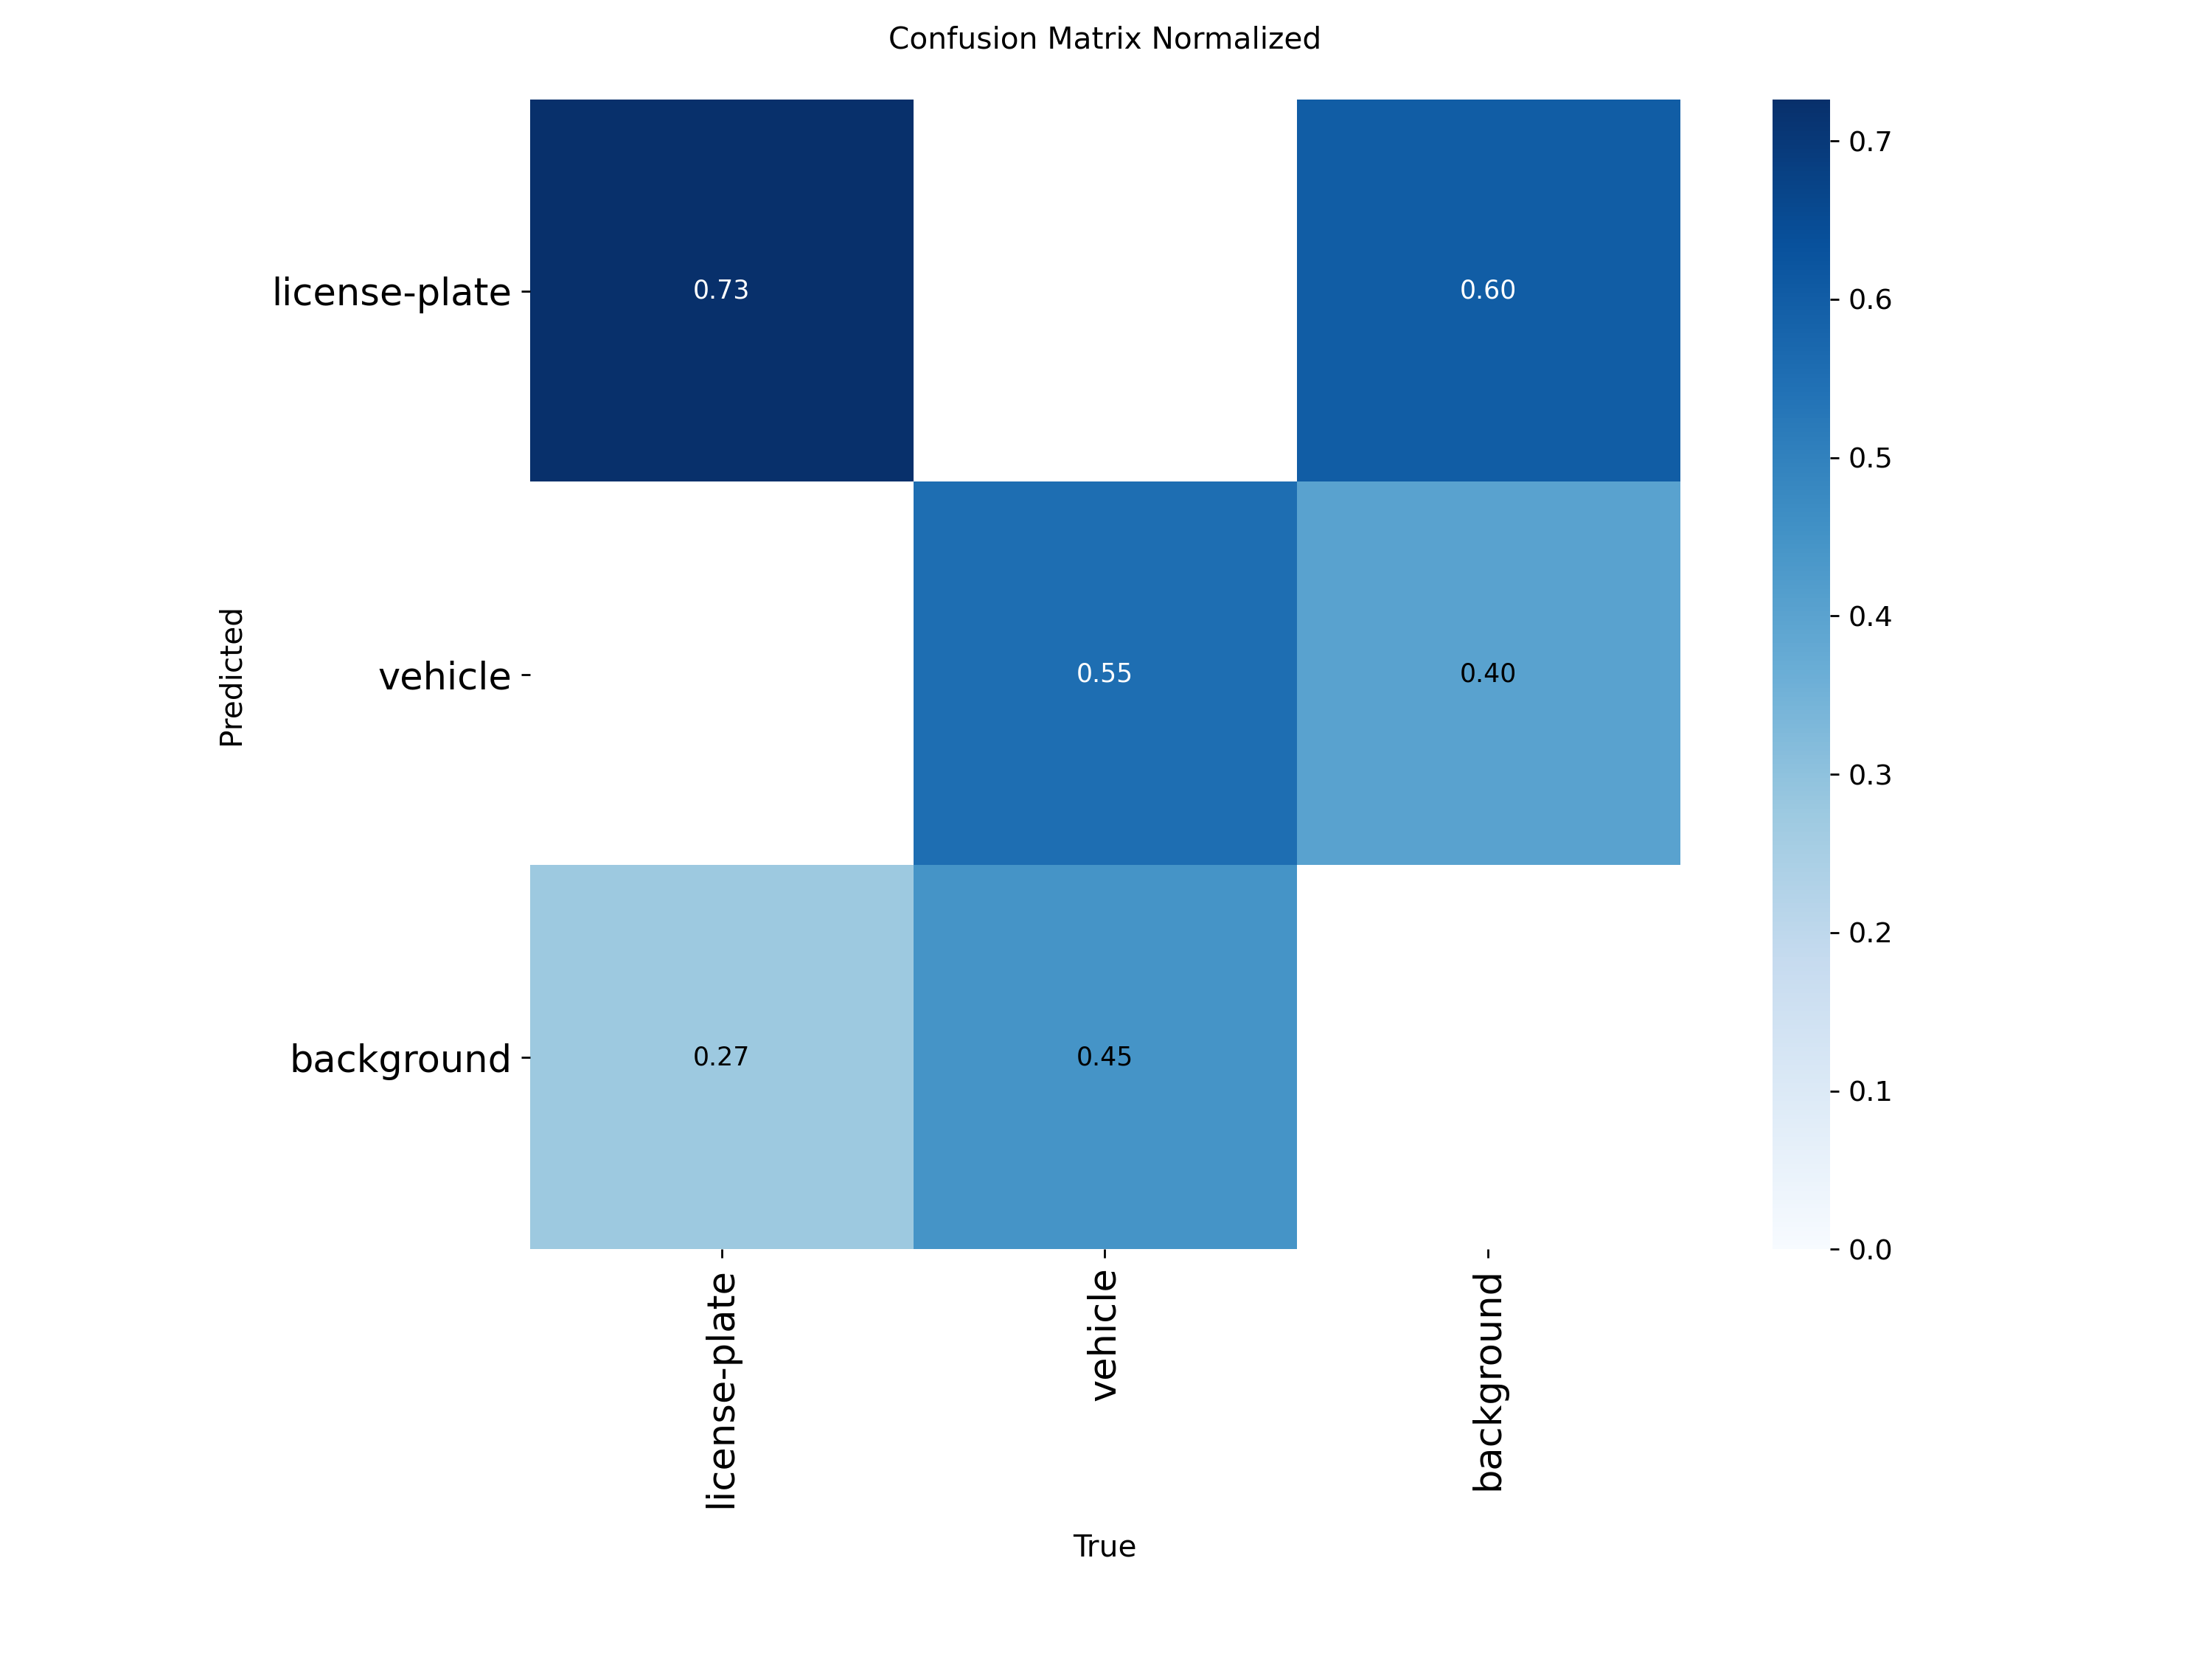 Confusion Matrix Normalized
license-plate
vehicle
background
Predicted
0.73
0.60
0.55
0.40
0.27
0.45
license-plate
vehicle
background
True
0.7
0.6
0.5
0.4
0.3
0.2
0.1
0.0